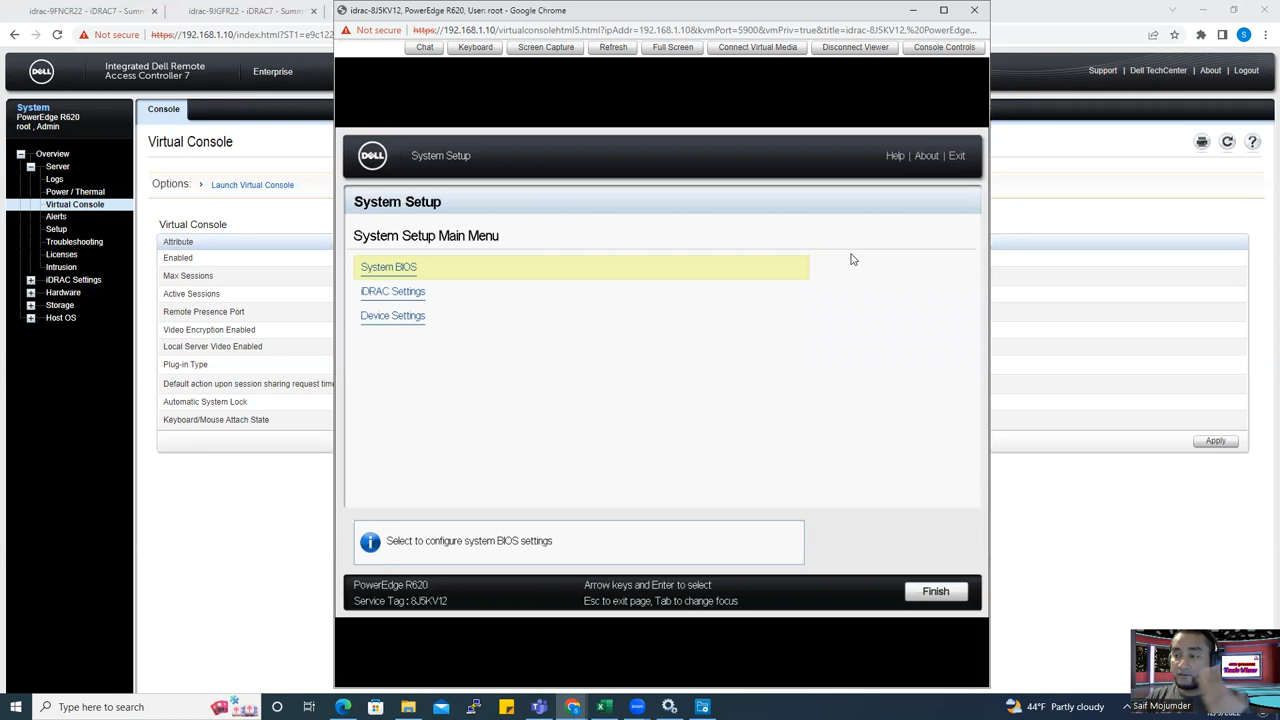 idrac-9FNCR22 - iDRAC7 - Summ
idrac-9JGFR22 - iDRAC7 - Summ
idrac-8J5KV12, PowerEdge R620, User: root - Google Chrome
Not secure
https://192.168.1.10/index.html?ST1=e9c122
Not secure
https://192.168.1.10/virtualconsolehtml5.html?ipAddr=192.168.1.10&kvmPort=5900&vmPriv=true&title=idrac-8J5KV12,%20PowerEdge...
S
Chat
Keyboard
Screen Capture
Refresh
Full Screen
Connect Virtual Media
Disconnect Viewer
Console Controls
DELL
Integrated Dell Remote
Access Controller 7
Enterprise
Support | Dell TechCenter | About | Logout
System
PowerEdge R620
root , Admin
Overview
Server
Logs
Power / Thermal
Virtual Console
Alerts
Setup
Troubleshooting
Licenses
Intrusion
iDRAC Settings
Hardware
Storage
Host OS
Console
Virtual Console
Options:
Launch Virtual Console
Virtual Console
Attribute
Enabled
Max Sessions
Active Sessions
Remote Presence Port
Video Encryption Enabled
Local Server Video Enabled
Plug-in Type
Default action upon session sharing request time
Automatic System Lock
Keyboard/Mouse Attach State
Apply
DELL
System Setup
Help | About | Exit
System Setup
System Setup Main Menu
System BIOS
iDRAC Settings
Device Settings
Select to configure system BIOS settings
PowerEdge R620
Service Tag : 8J5KV12
Arrow keys and Enter to select
Esc to exit page, Tab to change focus
Finish
Tech View
Saif Mojumder
Type here to search
44°F Partly cloudy